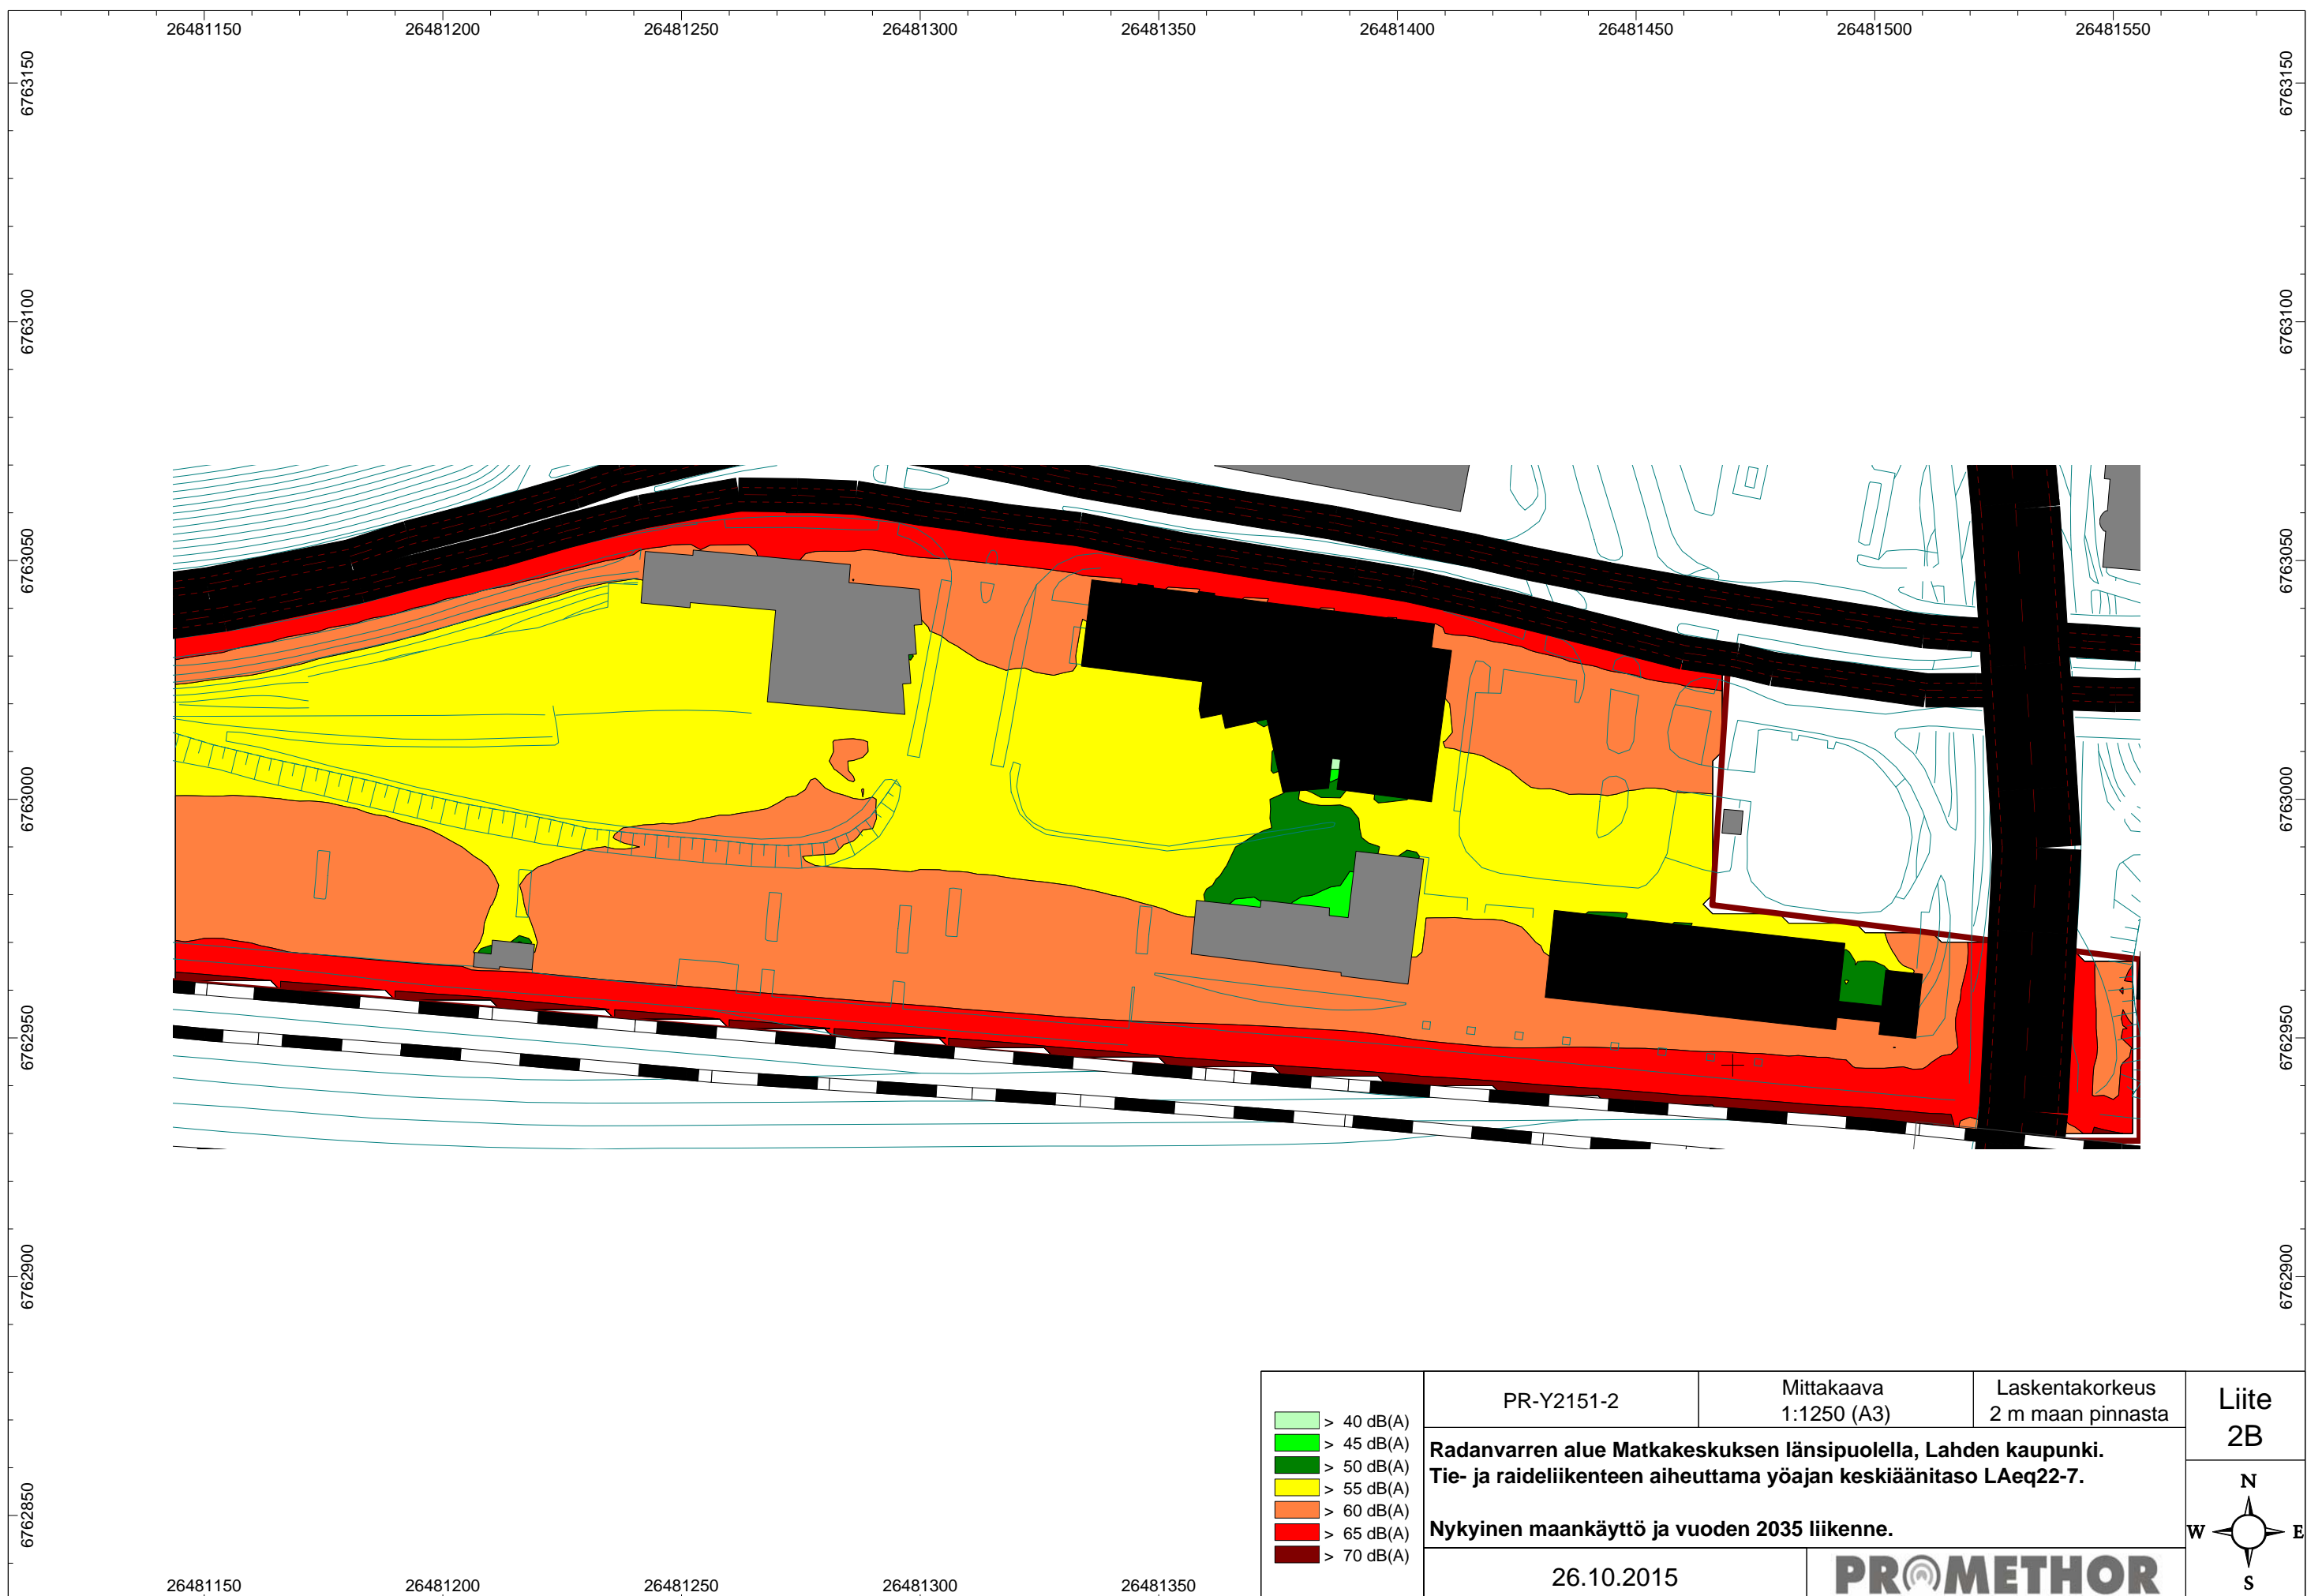 26481150 26481200 26481250 26481300 26481350 26481400 26481450 26481500 26481550
6763150 6763150
6763100 6763100
6763050 6763050
6763000 6763000
6762950 6762950
6762900 6762900
6762850
> 40 dB(A)
> 45 dB(A)
> 50 dB(A)
> 55 dB(A)
> 60 dB(A)
> 65 dB(A)
> 70 dB(A)
PR-Y2151-2
Mittakaava
1:1250 (A3)
Laskentakorkeus
2 m maan pinnasta
Liite
2B
Radanvarren alue Matkakeskuksen länsipuolella, Lahden kaupunki.
Tie- ja raideliikenteen aiheuttama yöajan keskiäänitaso LAeq22-7.
Nykyinen maankäyttö ja vuoden 2035 liikenne.
N
W E
S
26.10.2015
PROMETHOR
26481150 26481200 26481250 26481300 26481350